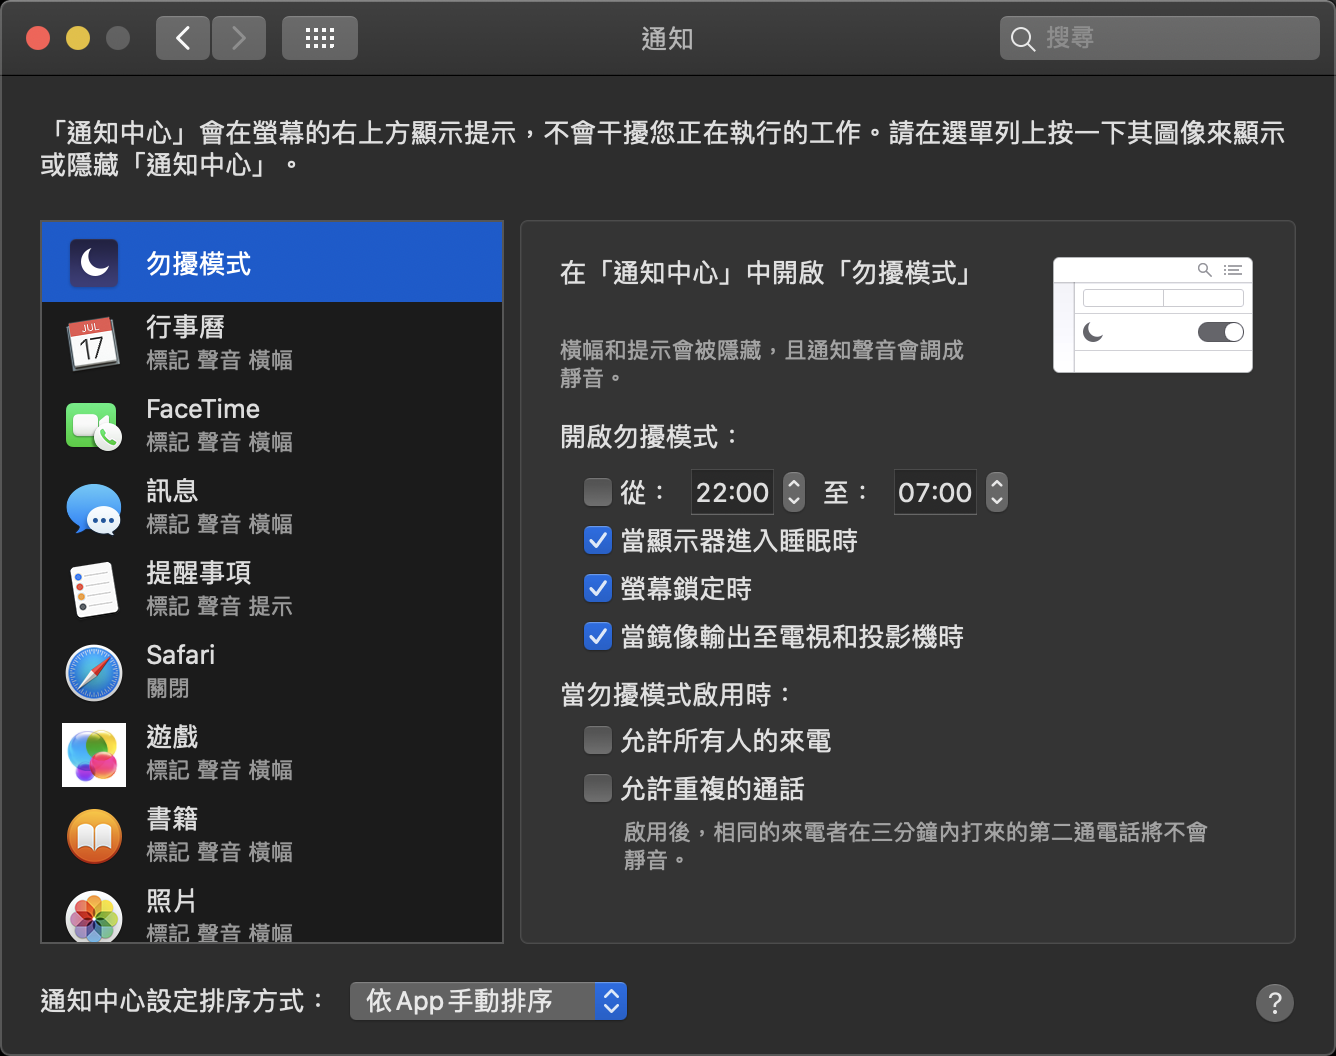 通知
搜尋
「通知中心」會在螢幕的右上方顯示提示，不會干擾您正在執行的工作。請在選單列上按一下其圖像來顯示
或隱藏「通知中心」。
勿擾模式
JUL
17
行事曆
標記 聲音 橫幅
FaceTime
標記 聲音 橫幅
訊息
標記 聲音 橫幅
提醒事項
標記 聲音 提示
Safari
關閉
遊戲
標記 聲音 橫幅
書籍
標記 聲音 橫幅
照片
標記 聲音 橫幅
在「通知中心」中開啟「勿擾模式」
橫幅和提示會被隱藏，且通知聲音會調成
靜音。
開啟勿擾模式：
從： 22:00 至： 07:00
當顯示器進入睡眠時
螢幕鎖定時
當鏡像輸出至電視和投影機時
當勿擾模式啟用時：
允許所有人的來電
允許重複的通話
啟用後，相同的來電者在三分鐘內打來的第二通電話將不會
靜音。
通知中心設定排序方式： 依App手動排序
?